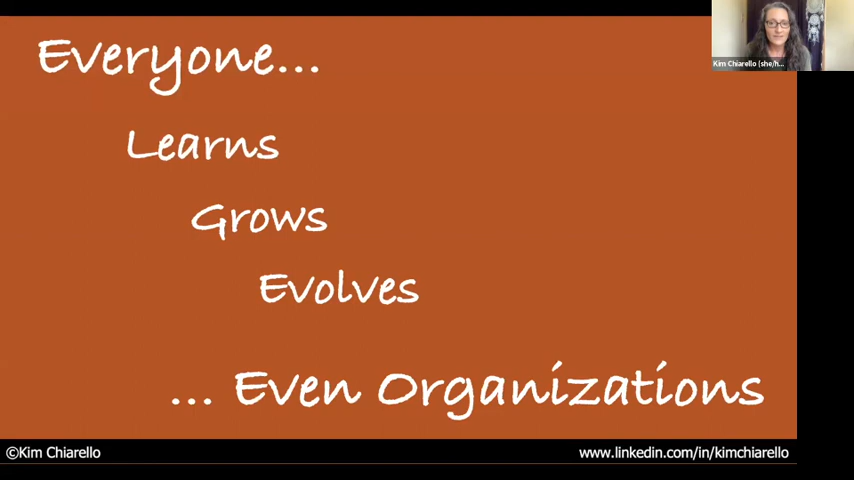 Everyone...
Learns
Grows
Evolves
... Even Organizations
Kim Chiarello (she/h...
©Kim Chiarello
www.linkedin.com/in/kimchiarello